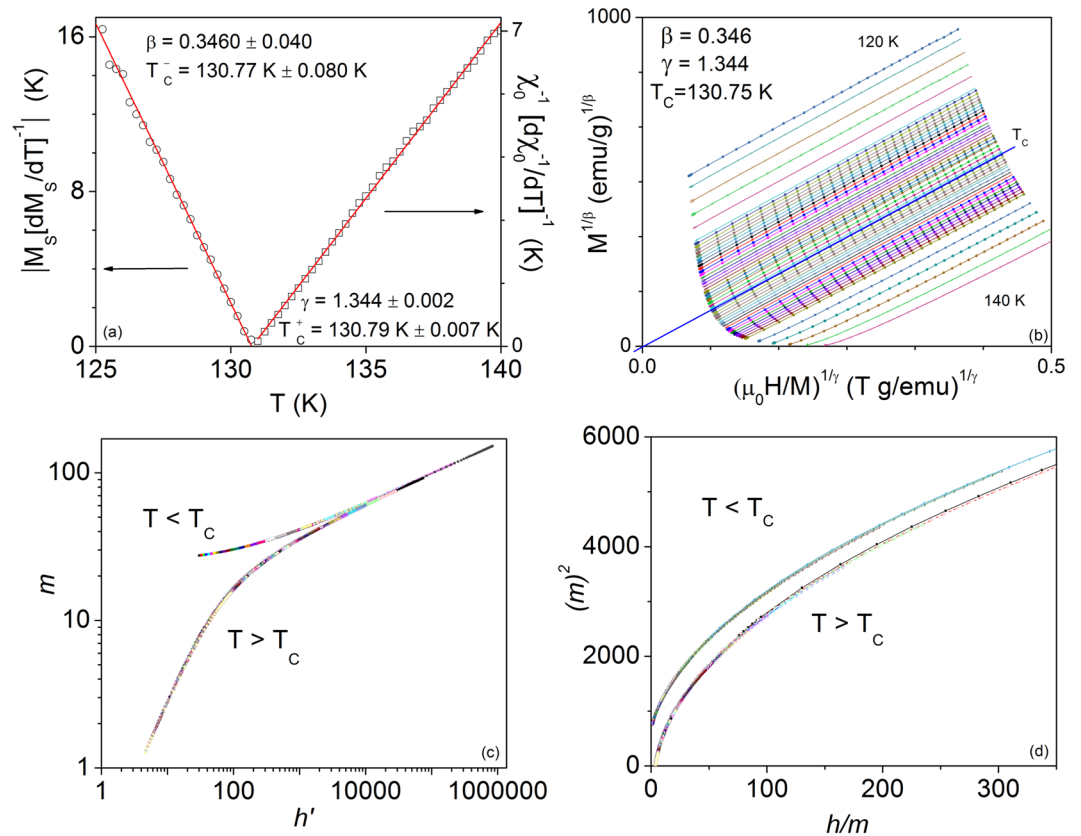 16
8
0
|M_S[dM_S/dT]^-1| (K)
β = 0.3460 ± 0.040
T_C^- = 130.77 K ± 0.080 K
γ = 1.344 ± 0.002
T_C^+ = 130.79 K ± 0.007 K
(a)
7
0
χ_0^-1 [dχ_0^-1/dT]^-1 (K)
125 130 135 140
T (K)
1000
0
M^1/β (emu/g)^1/β
β = 0.346
γ = 1.344
T_C=130.75 K
120 K
T_C
140 K
(b)
0.0 0.5
(μ_0H/M)^1/γ (T g/emu)^1/γ
100
10
1
m
T < T_C
T > T_C
(c)
1 100 10000 1000000
h'
6000
4000
2000
0
(m)^2
T < T_C
T > T_C
(d)
0 100 200 300
h/m